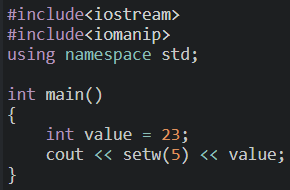 #include<iostream>
#include<iomanip>
using namespace std;

int main()
{
    int value = 23;
    cout << setw(5) << value;
}